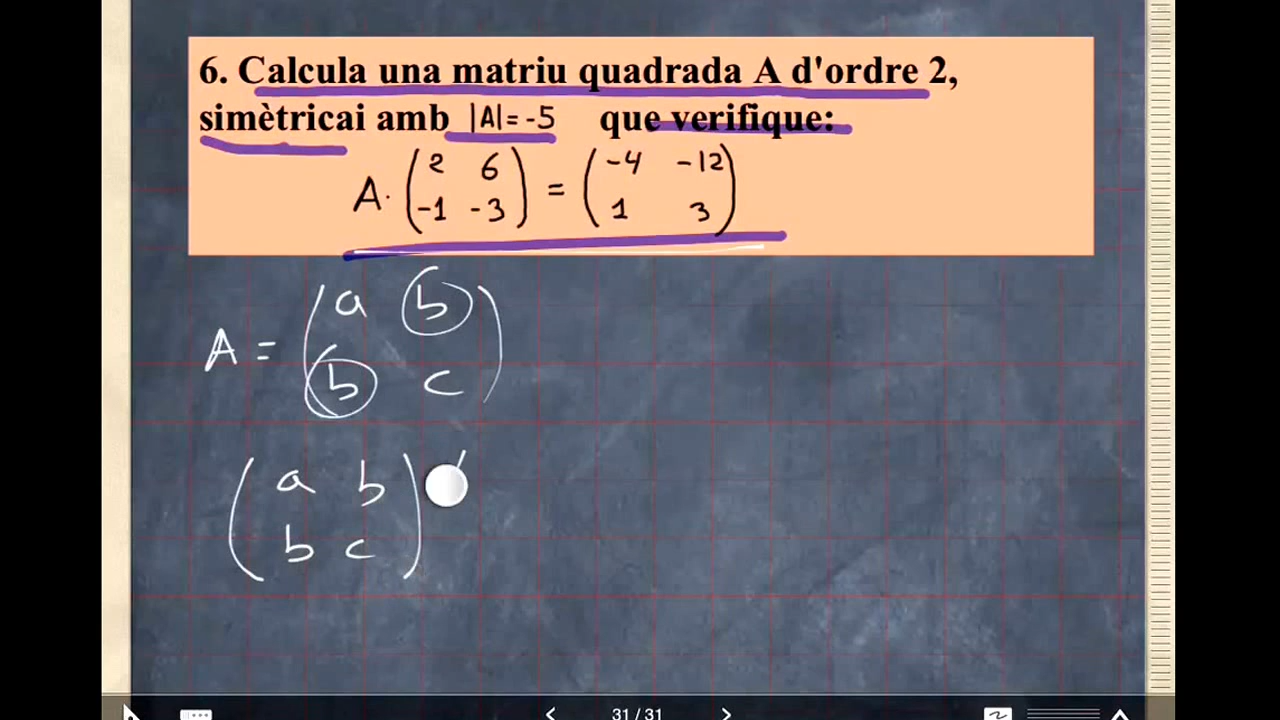 6. Calcula una matriu quadrada A d'ordre 2,
simètricai amb |A|=-5 que verifique:
A·(2 6
-1 -3) = (-4 -12
1 3)
A = (a b
b c)
(a b
b c)
31/31